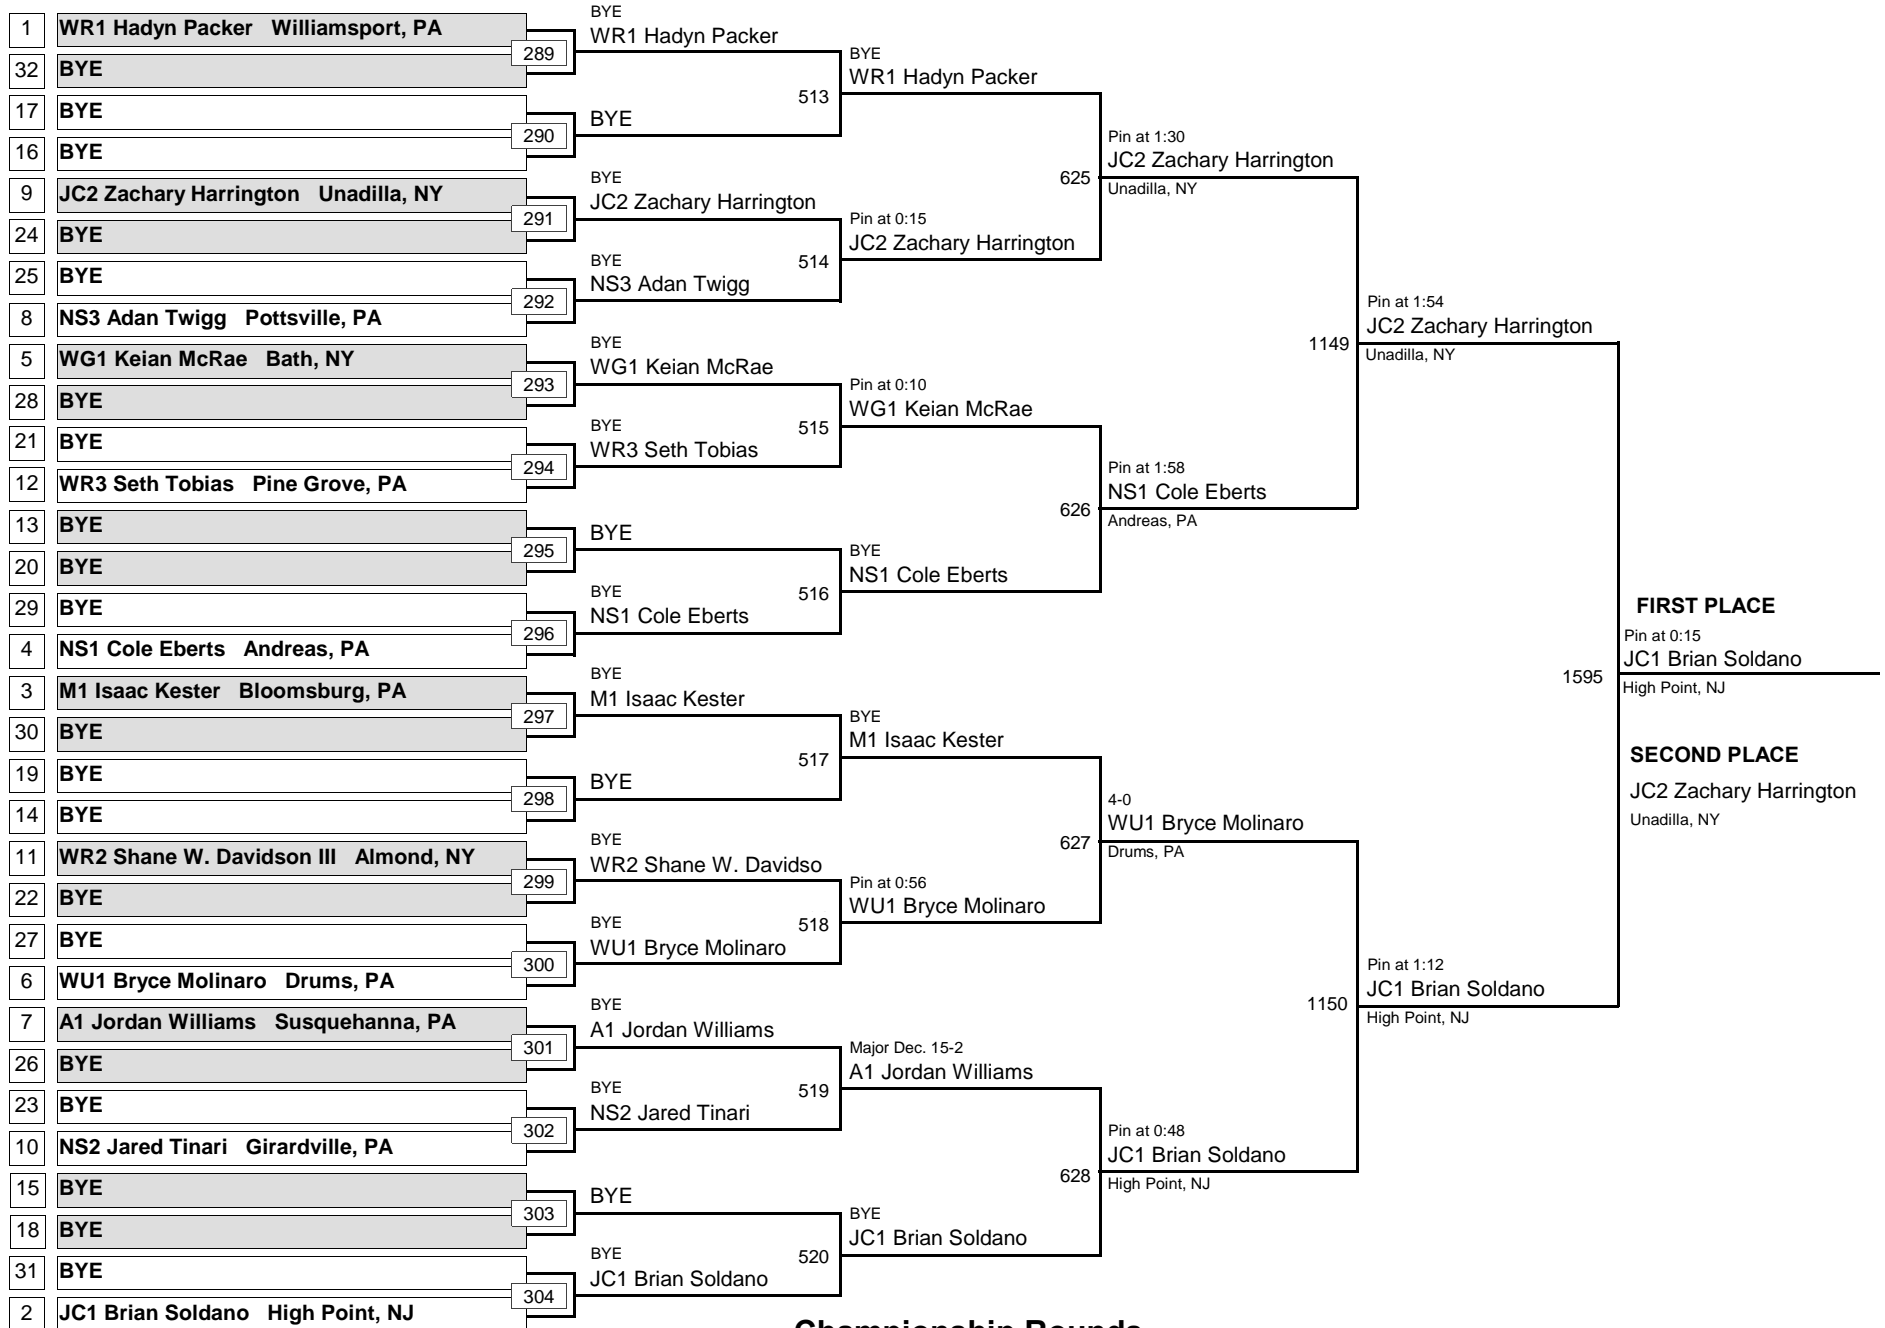 1 WR1 Hadyn Packer Williamsport, PA
32 BYE
17 BYE
16 BYE
9 JC2 Zachary Harrington Unadilla, NY
24 BYE
25 BYE
8 NS3 Adan Twigg Pottsville, PA
5 WG1 Keian McRae Bath, NY
28 BYE
21 BYE
12 WR3 Seth Tobias Pine Grove, PA
13 BYE
20 BYE
29 BYE
4 NS1 Cole Eberts Andreas, PA
3 M1 Isaac Kester Bloomsburg, PA
30 BYE
19 BYE
14 BYE
11 WR2 Shane W. Davidson III Almond, NY
22 BYE
27 BYE
6 WU1 Bryce Molinaro Drums, PA
7 A1 Jordan Williams Susquehanna, PA
26 BYE
23 BYE
10 NS2 Jared Tinari Girardville, PA
15 BYE
18 BYE
31 BYE
2 JC1 Brian Soldano High Point, NJ
289
290
291
292
293
294
295
296
297
298
299
300
301
302
303
304
BYE
WR1 Hadyn Packer
BYE
BYE
JC2 Zachary Harrington
BYE
NS3 Adan Twigg
BYE
WG1 Keian McRae
BYE
WR3 Seth Tobias
BYE
BYE
NS1 Cole Eberts
BYE
M1 Isaac Kester
BYE
BYE
WR2 Shane W. Davidso
BYE
WU1 Bryce Molinaro
BYE
A1 Jordan Williams
BYE
NS2 Jared Tinari
BYE
BYE
JC1 Brian Soldano
513
514
515
516
517
518
519
520
BYE
WR1 Hadyn Packer
Pin at 0:15
JC2 Zachary Harrington
Pin at 0:10
WG1 Keian McRae
BYE
NS1 Cole Eberts
BYE
M1 Isaac Kester
Pin at 0:56
WU1 Bryce Molinaro
Major Dec. 15-2
A1 Jordan Williams
BYE
JC1 Brian Soldano
625
626
627
628
Pin at 1:30
JC2 Zachary Harrington
Unadilla, NY
Pin at 1:58
NS1 Cole Eberts
Andreas, PA
4-0
WU1 Bryce Molinaro
Drums, PA
Pin at 0:48
JC1 Brian Soldano
High Point, NJ
1149
1150
Pin at 1:54
JC2 Zachary Harrington
Unadilla, NY
Pin at 1:12
JC1 Brian Soldano
High Point, NJ
1595
FIRST PLACE
Pin at 0:15
JC1 Brian Soldano
High Point, NJ
SECOND PLACE
JC2 Zachary Harrington
Unadilla, NY
Championship Rounds